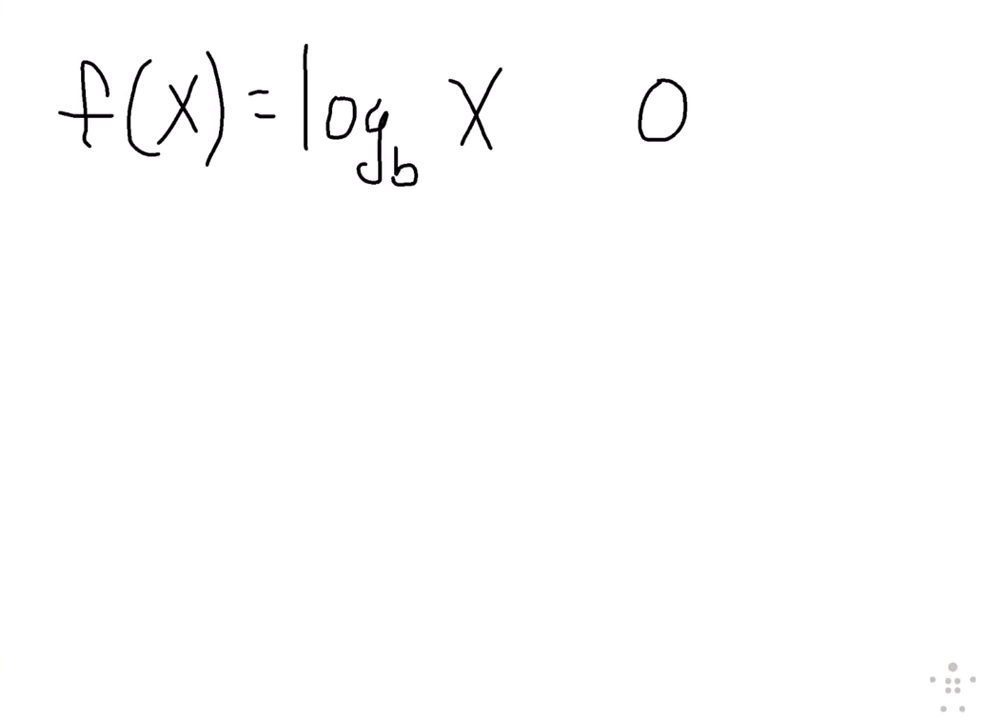 f(x) = log_b x 0